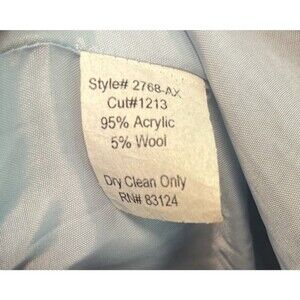 Style# 2768-AX
Cut#1213
95% Acrylic
5% Wool
Dry Clean Only
RN# 83124